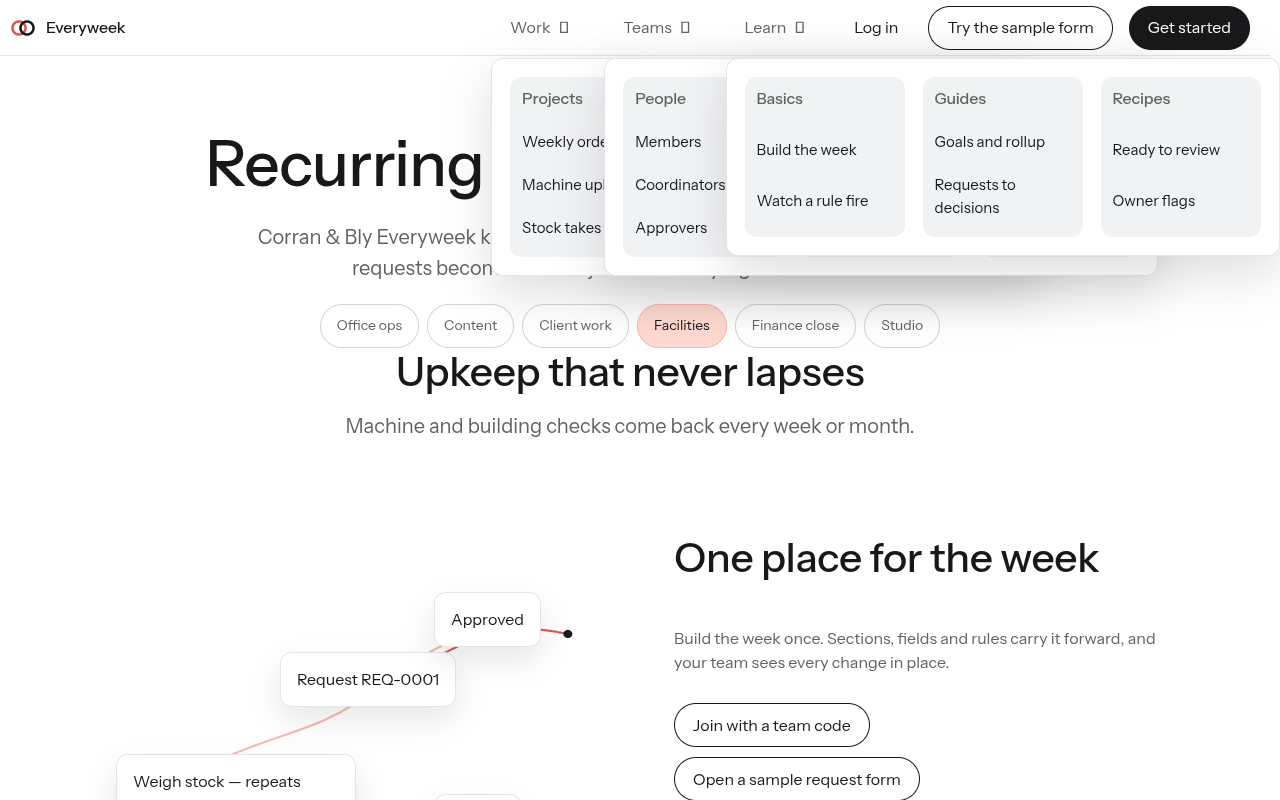 Everyweek
Work
Teams
Learn
Log in
Try the sample form
Get started
Projects
Weekly orde
Machine up
Stock takes
People
Members
Coordinators
Approvers
Basics
Build the week
Watch a rule fire
Guides
Goals and rollup
Requests to
decisions
Recipes
Ready to review
Owner flags
Recurring
Corran & Bly Everyweek k
requests becom
Office ops
Content
Client work
Facilities
Finance close
Studio
Upkeep that never lapses
Machine and building checks come back every week or month.
One place for the week
Build the week once. Sections, fields and rules carry it forward, and
your team sees every change in place.
Join with a team code
Open a sample request form
Approved
Request REQ-0001
Weigh stock — repeats